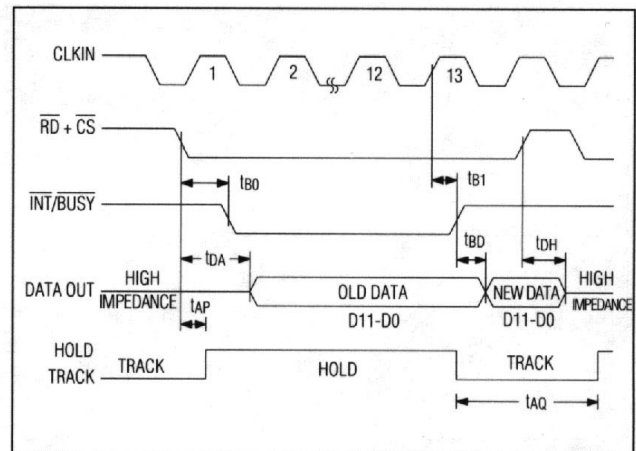 CLKIN
1 2 12 13
RD + CS
tB0 tB1
INT/BUSY
tDA tBD tDH
DATA OUT HIGH IMPEDANCE OLD DATA NEW DATA HIGH IMPEDANCE
D11-D0 D11-D0
tAP
HOLD
TRACK TRACK HOLD TRACK
tAQ